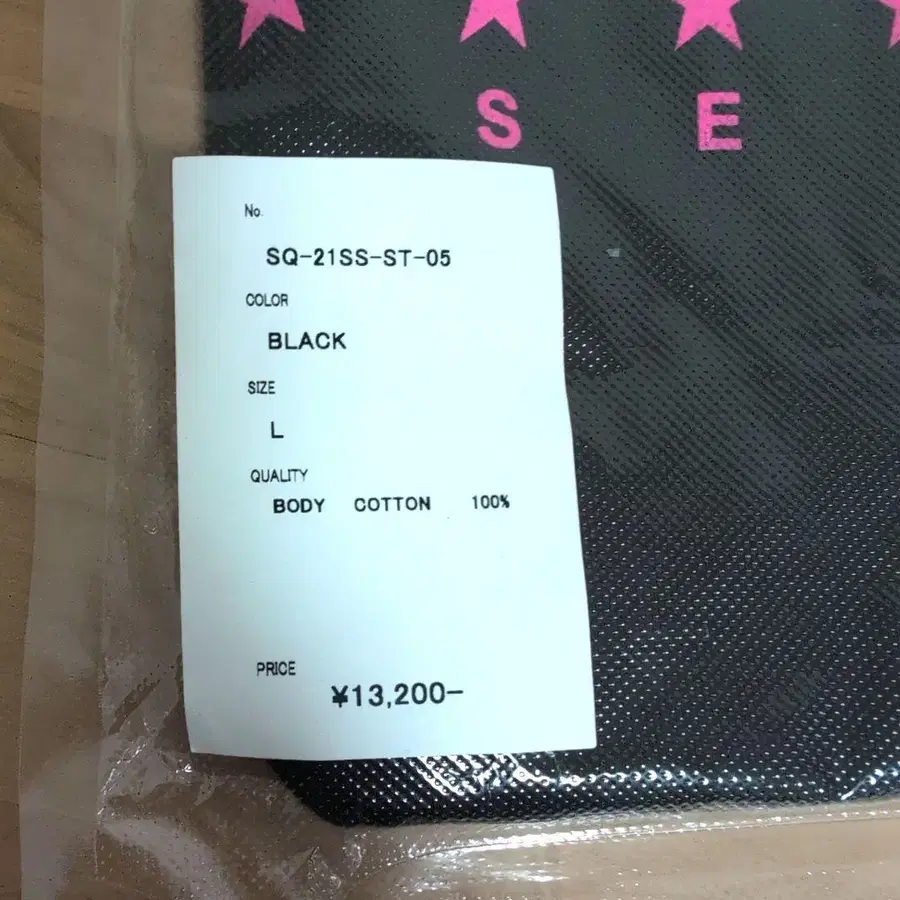 S E
No.
SQ-21SS-ST-05
COLOR
BLACK
SIZE
L
QUALITY
BODY COTTON 100%
PRICE
¥13,200-